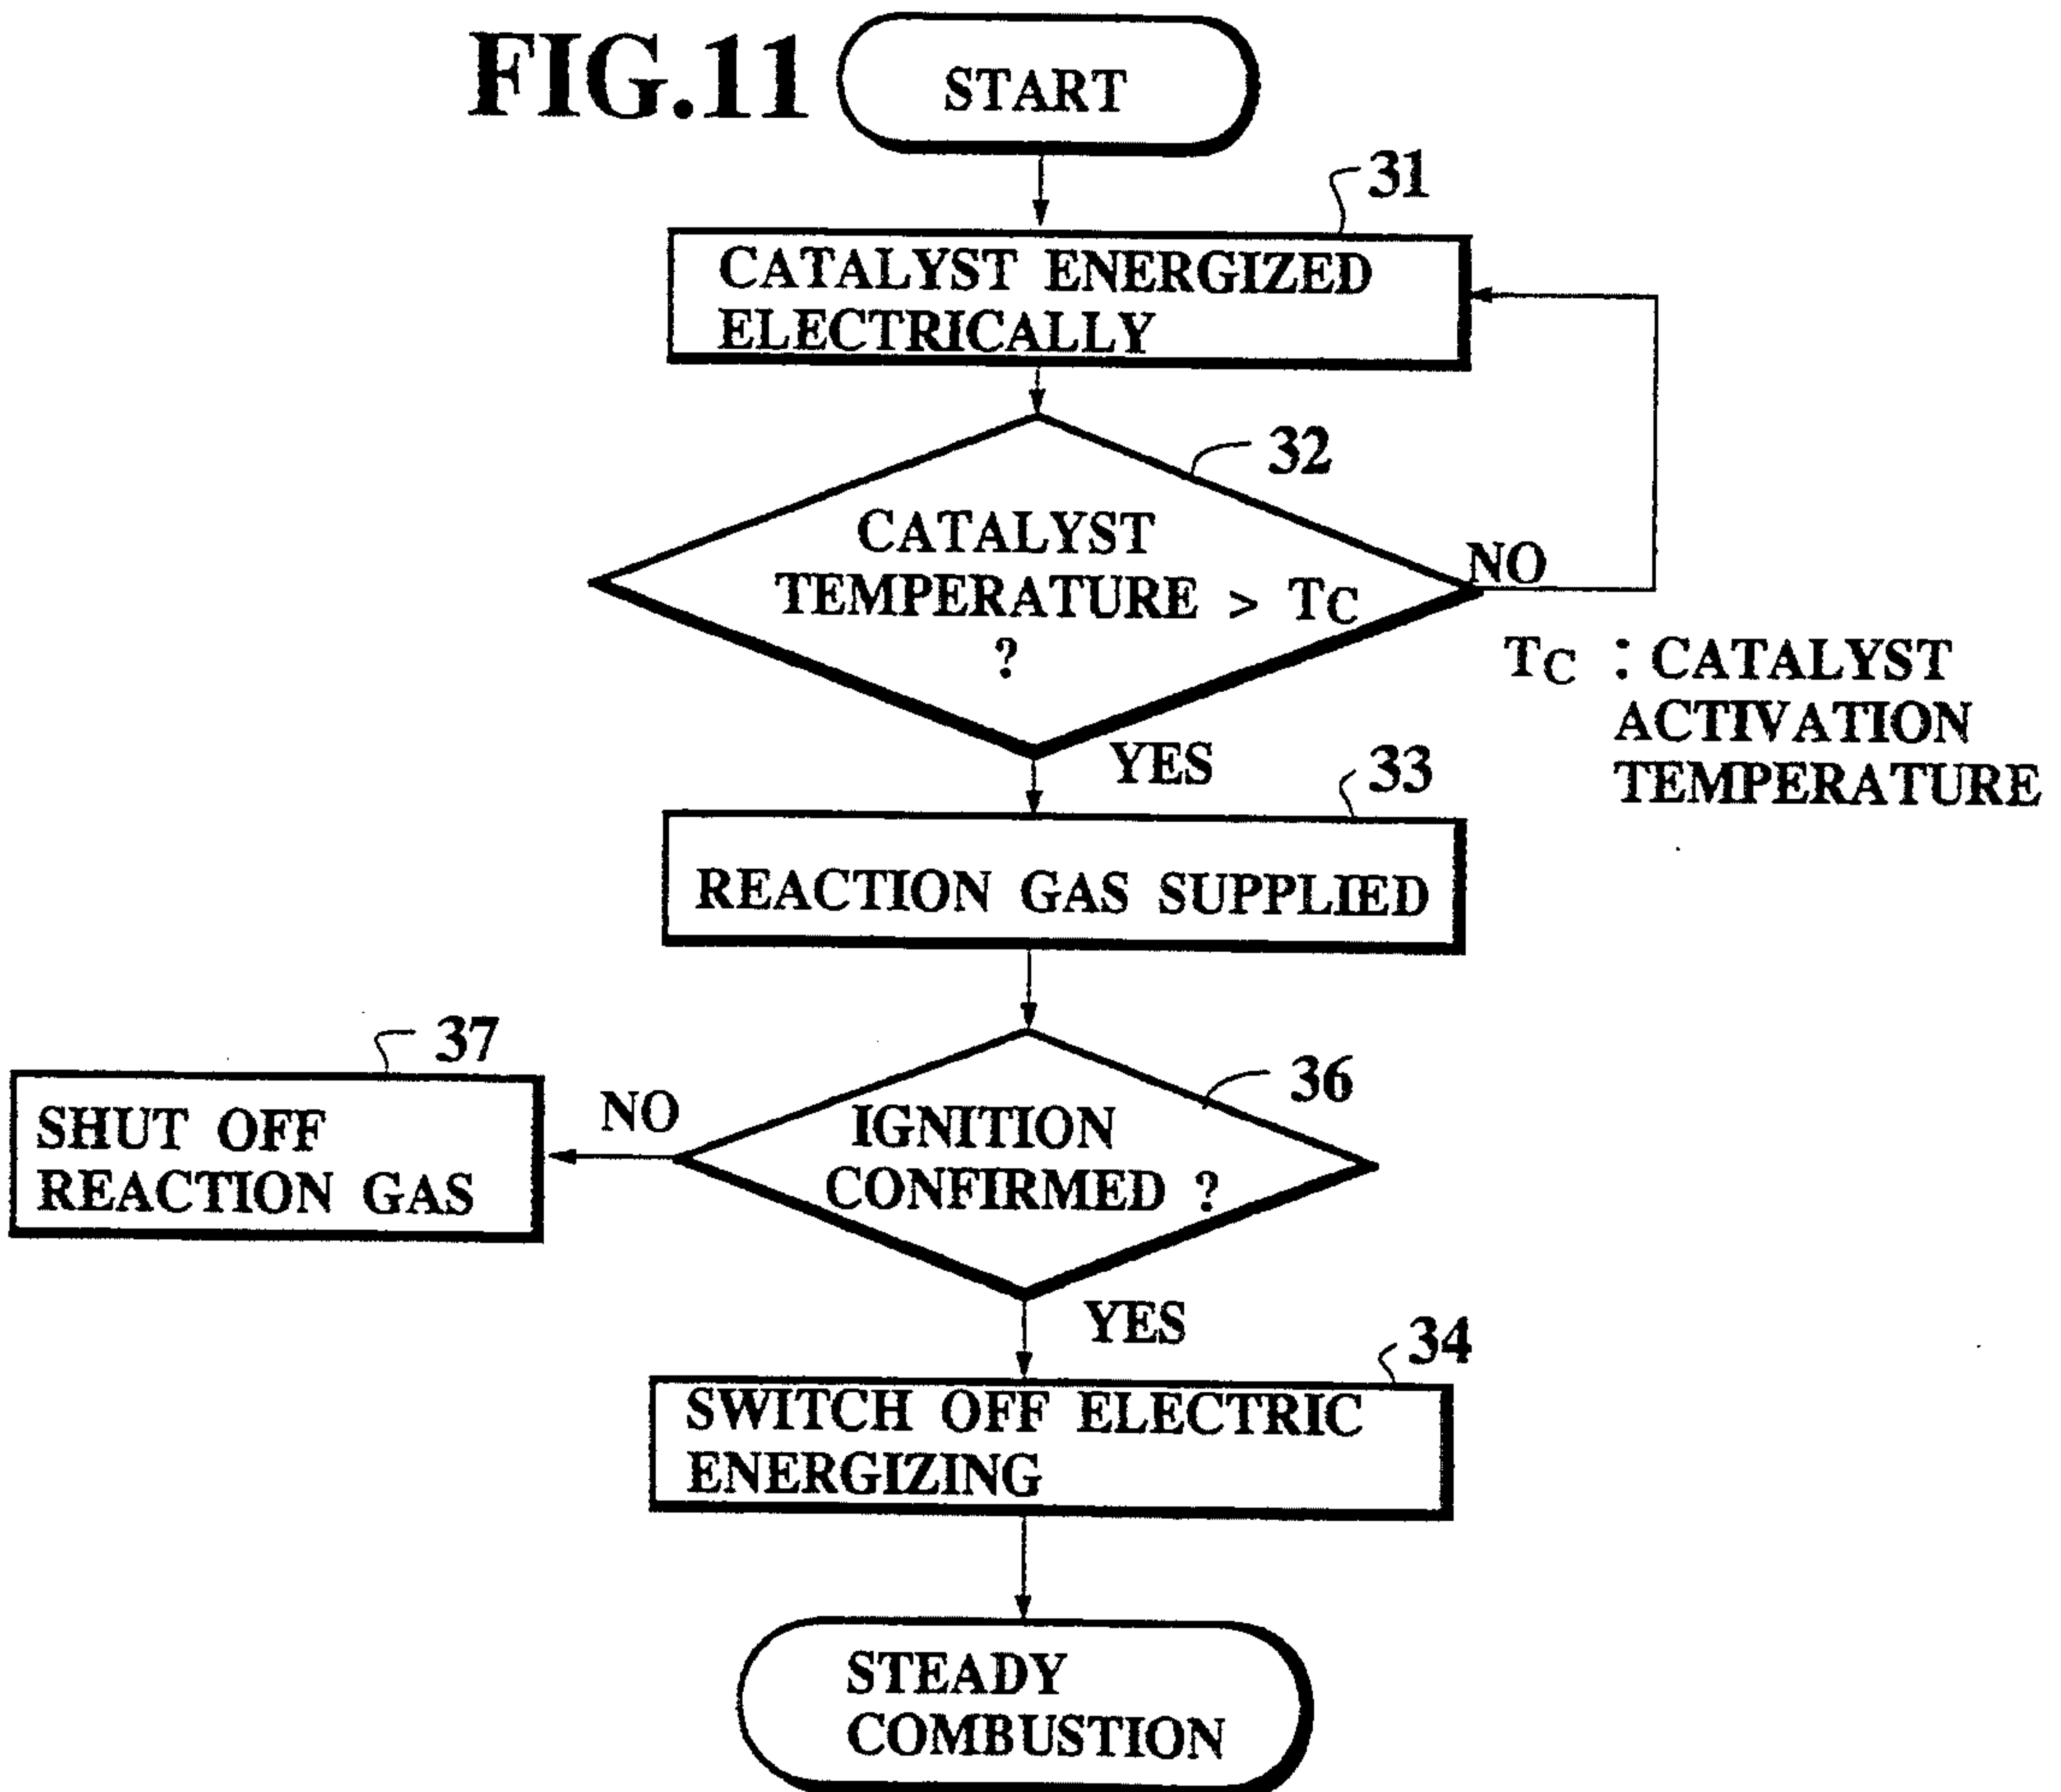 FIG.11
START
31
CATALYST ENERGIZED
ELECTRICALLY
32
CATALYST
TEMPERATURE > TC
?
NO
TC : CATALYST
ACTIVATION
TEMPERATURE
YES
33
REACTION GAS SUPPLIED
37
SHUT OFF
REACTION GAS
NO
36
IGNITION
CONFIRMED ?
YES
34
SWITCH OFF ELECTRIC
ENERGIZING
STEADY
COMBUSTION